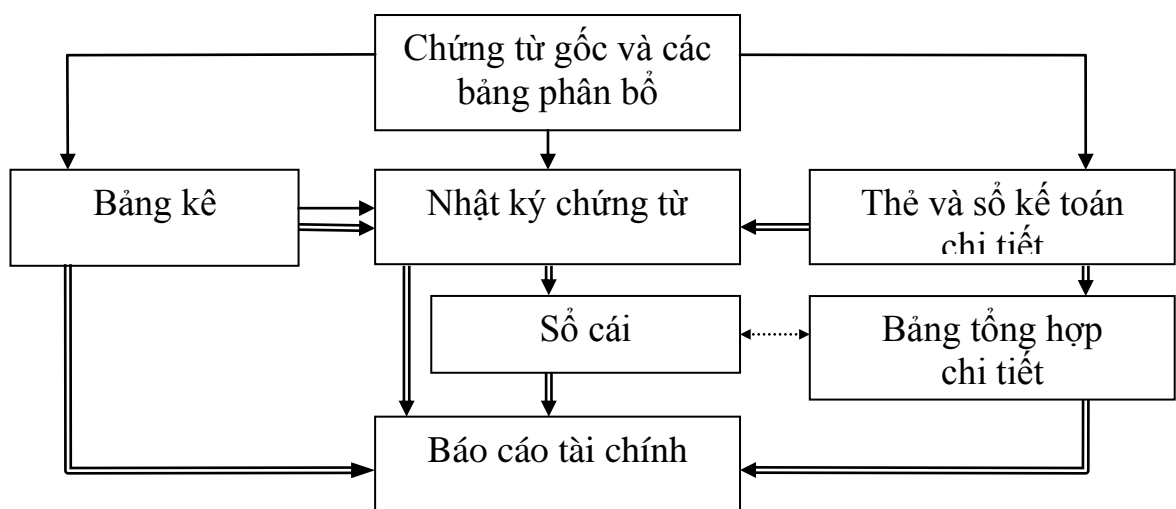 Chứng từ gốc và các
bảng phân bổ
Bảng kê
Nhật ký chứng từ
Thẻ và sổ kế toán
chi tiết
Sổ cái
Bảng tổng hợp
chi tiết
Báo cáo tài chính